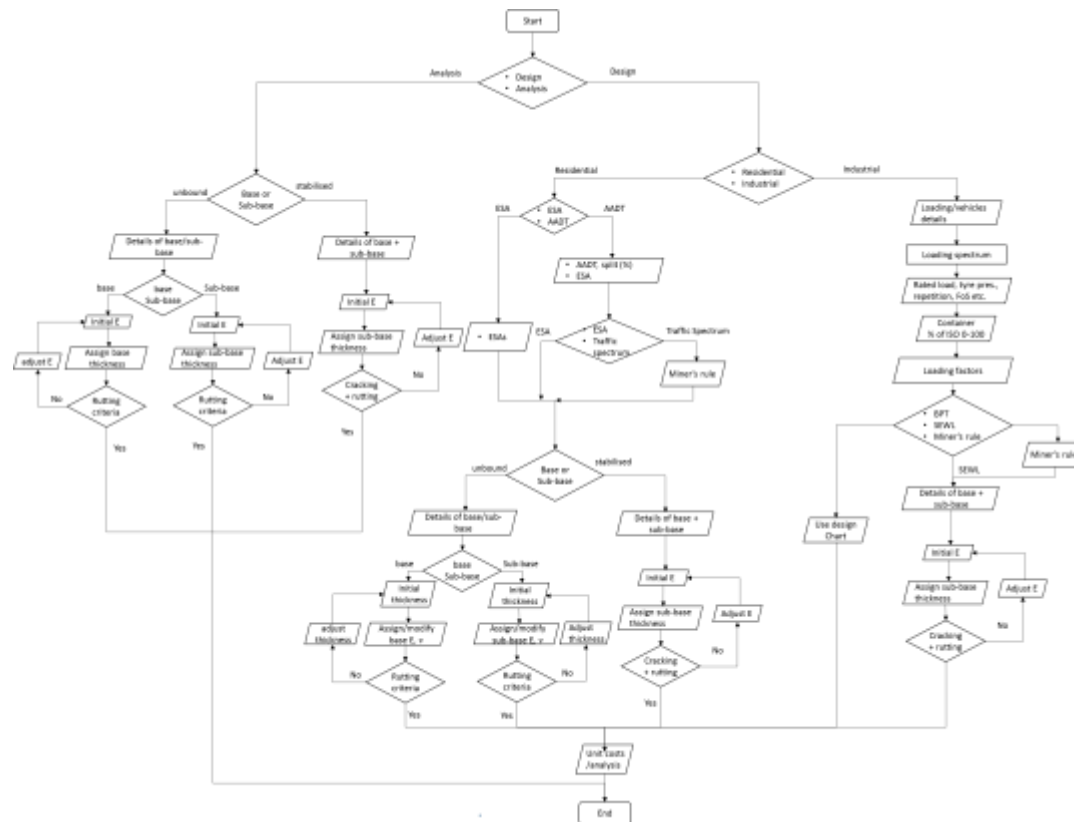 Start
Analysis
Design
• Design
• Analysis
unbound
stabilised
Base or
Sub-base
Details of base/sub-
base
Details of base +
sub-base
base
base
Sub-base
Sub-base
Initial E
Initial E
Initial E
adjust E
Assign base
thickness
Assign sub-base
thickness
Adjust E
Assign sub-base
thickness
Adjust E
No
Rutting
criteria
No
Rutting
criteria
No
Cracking
+ rutting
Yes
Yes
Yes
Residential
Industrial
• Residential
• Industrial
ESA
AADT
• ESA
• AADT
• AADT, split (%)
• ESA
ESA
Traffic Spectrum
• ESAs
• ESA
• Traffic
spectrum
Miner's rule
Loading/vehicles
details
Loading spectrum
Rated load, tyre pres.,
repetition, FoS etc.
Container
% of ISO 0-100
Loading factors
• BPT
• SEWL
• Miner's rule
Miner's rule
SEWL
Details of base +
sub-base
Use design
Chart
Initial E
Assign sub-base
thickness
Adjust E
No
Cracking
+ rutting
Yes
unbound
stabilised
Base or
Sub-base
Details of base/sub-
base
Details of base +
sub-base
base
base
Sub-base
Sub-base
Initial
thickness
Initial
thickness
Initial E
adjust
thickness
Assign/modify
base E, v
Assign/modify
sub-base E, v
Adjust
thickness
Assign sub-base
thickness
Adjust E
No
Rutting
criteria
No
Rutting
criteria
No
Cracking
+ rutting
Yes
Yes
Yes
Unit costs
/analysis
End